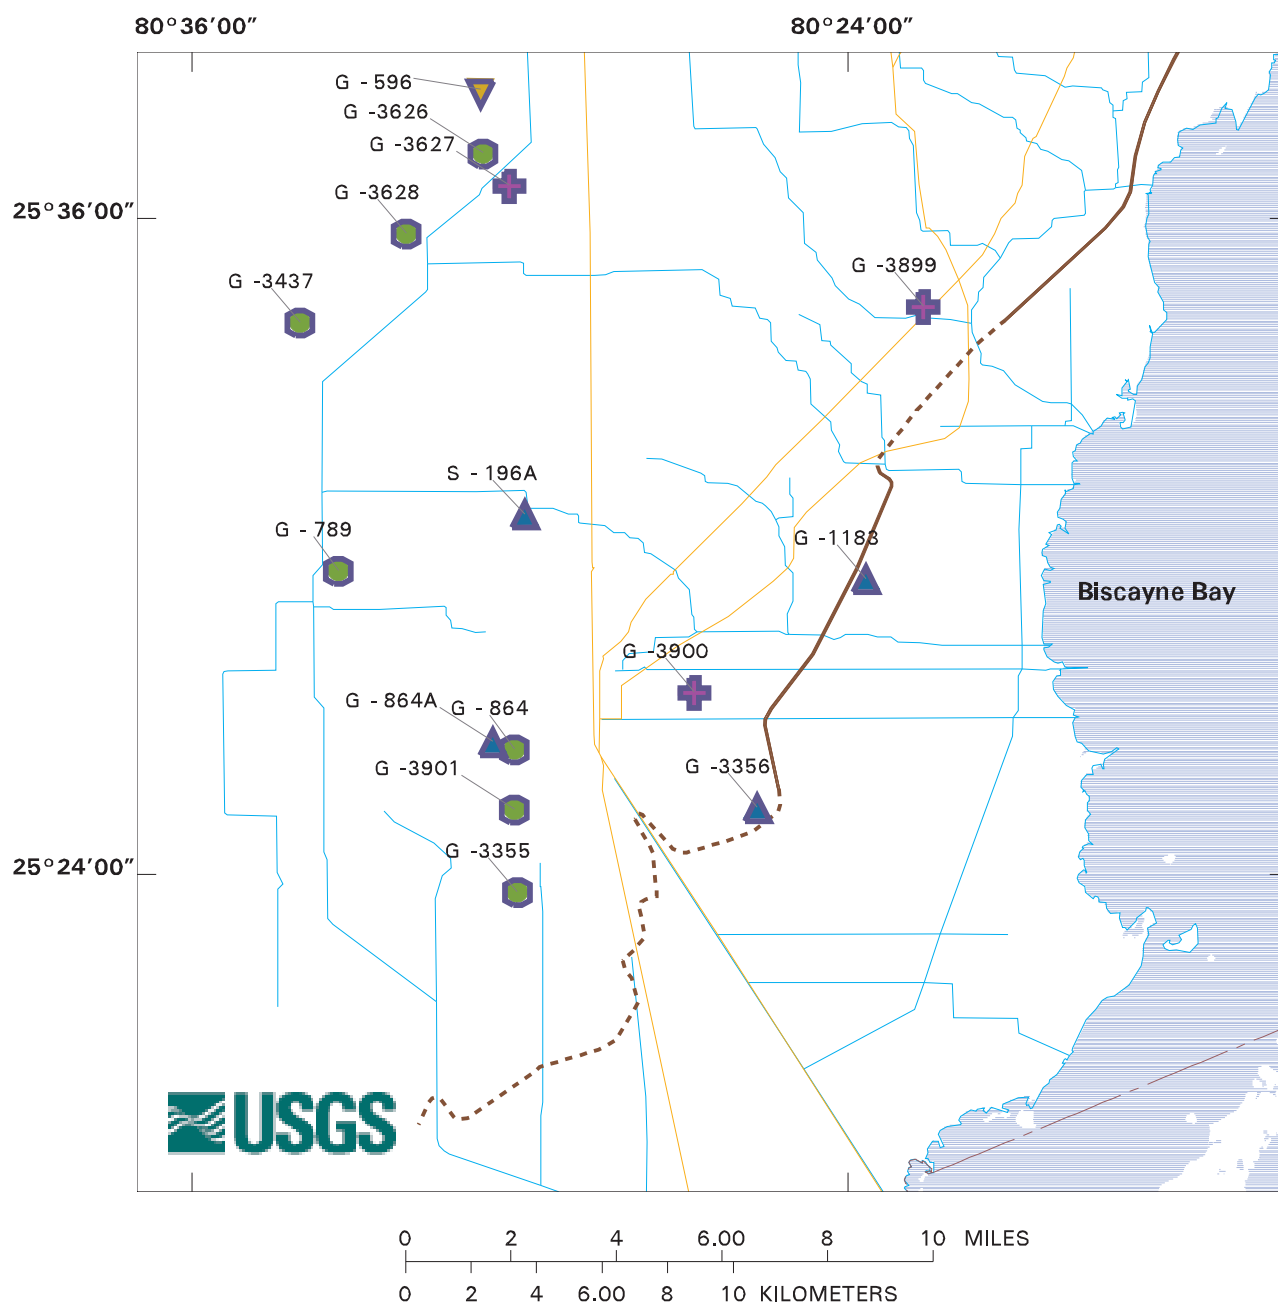 80°36'00" 80°24'00"
G - 596
G -3626
G -3627
G -3628
25°36'00"
G -3899
G -3437
S - 196A
G - 789
G -1183
Biscayne Bay
G -3900
G - 864A G - 864
G -3901 G -3356
G -3355
25°24'00"
USGS
0 2 4 6.00 8 10 MILES
0 2 4 6.00 8 10 KILOMETERS